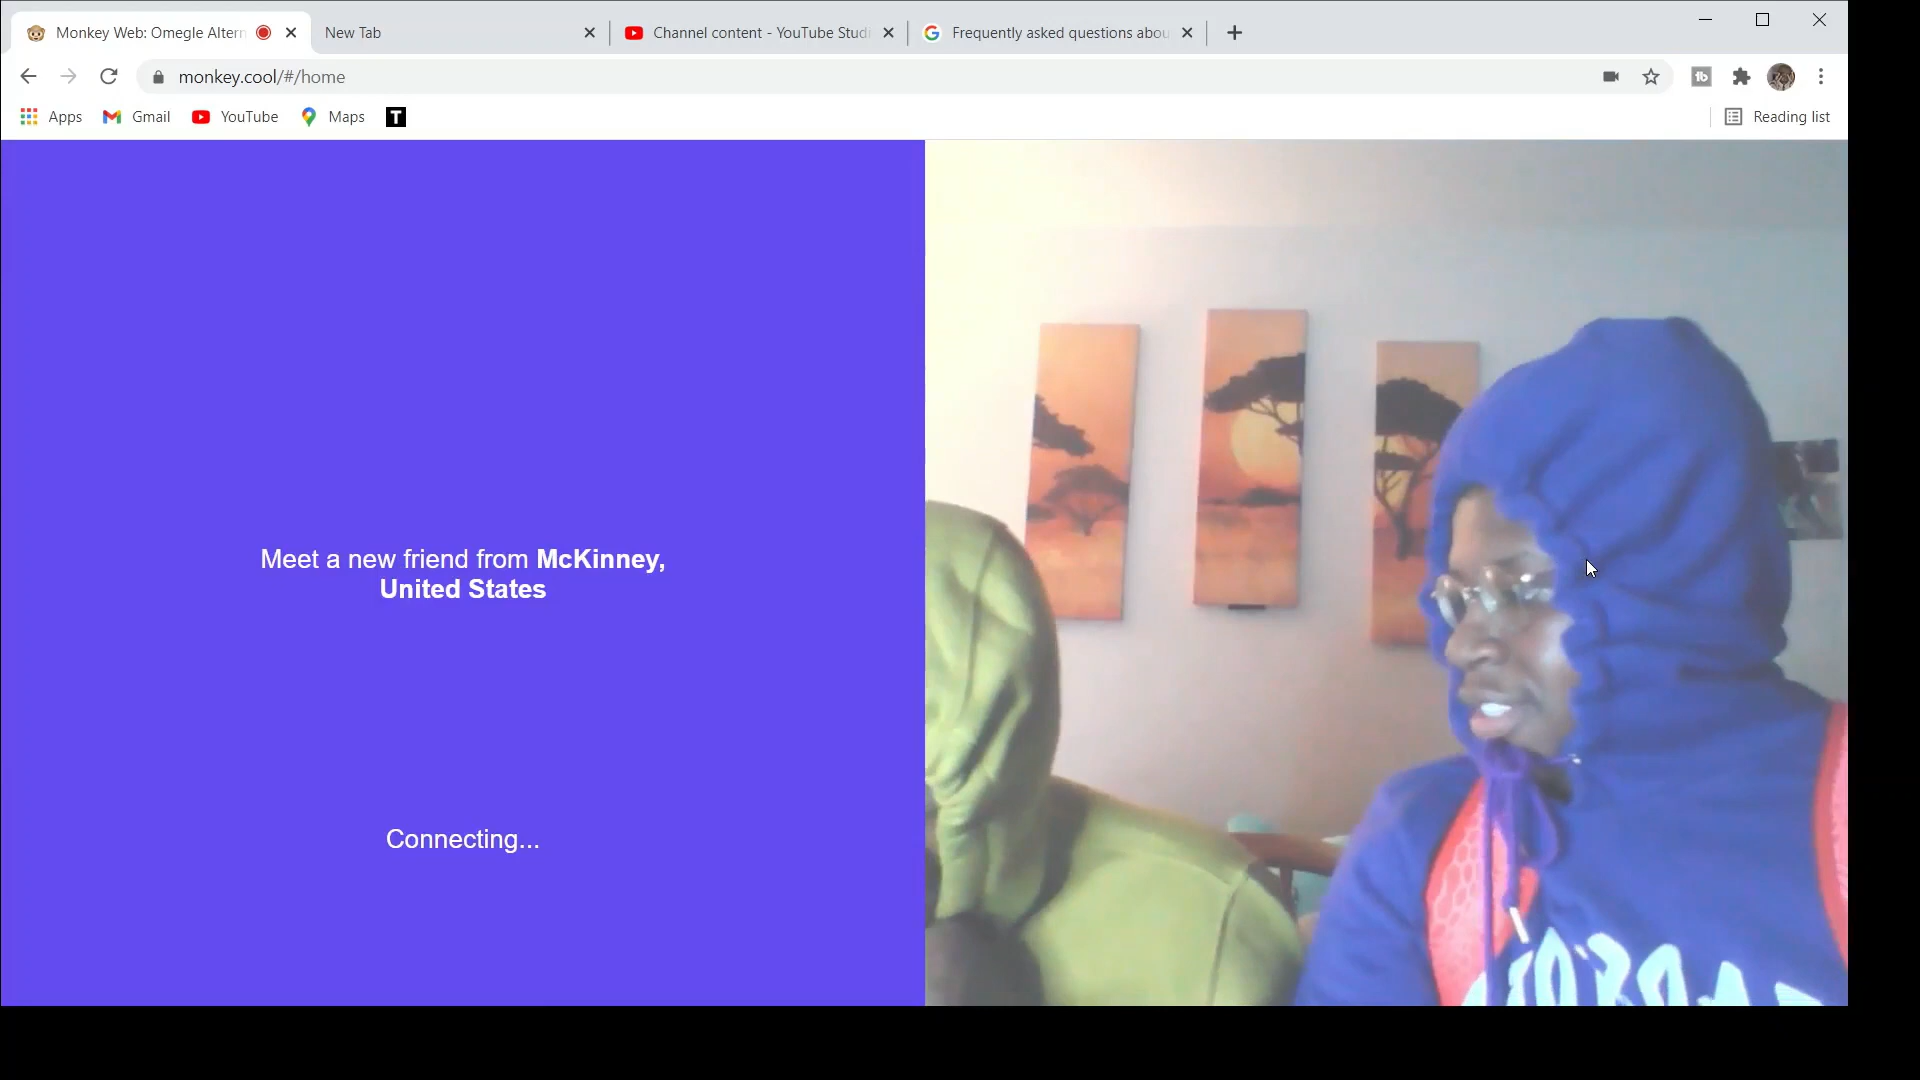 Monkey Web: Omegle Altern
New Tab
Channel content - YouTube Studi
Frequently asked questions abou
monkey.cool/#/home
tb
Apps
Gmail
YouTube
Maps
T
Reading list
Meet a new friend from McKinney,
United States
Connecting...